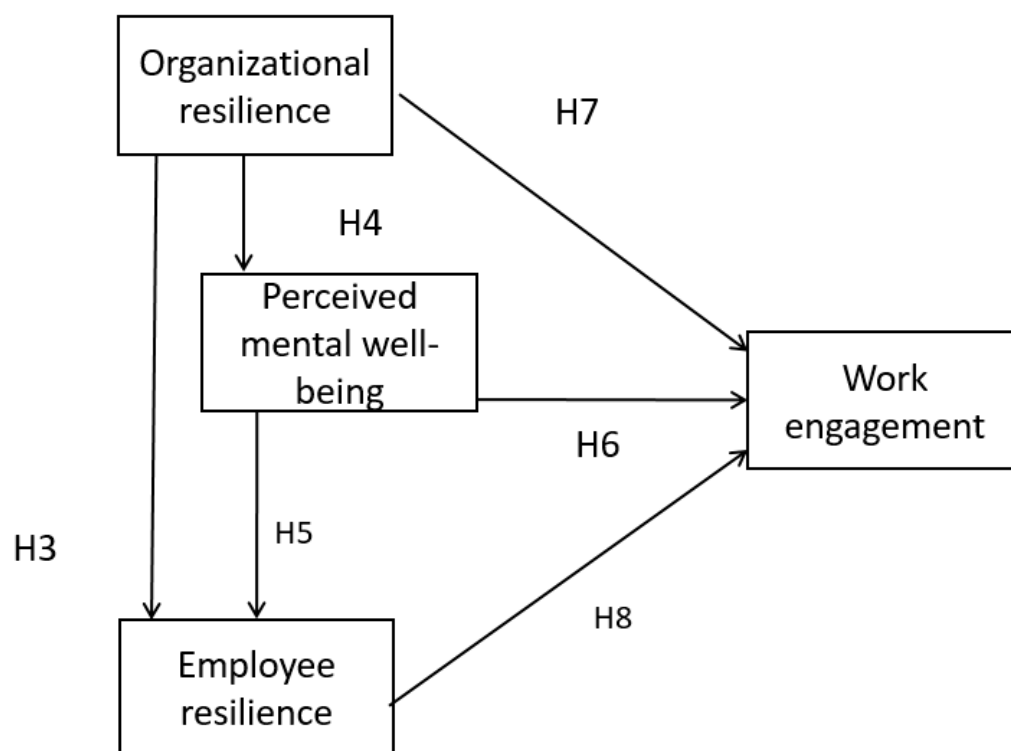 Organizational
resilience
H7
H4
Perceived
mental well-
being
Work
engagement
H6
H5
H3
H8
Employee
resilience